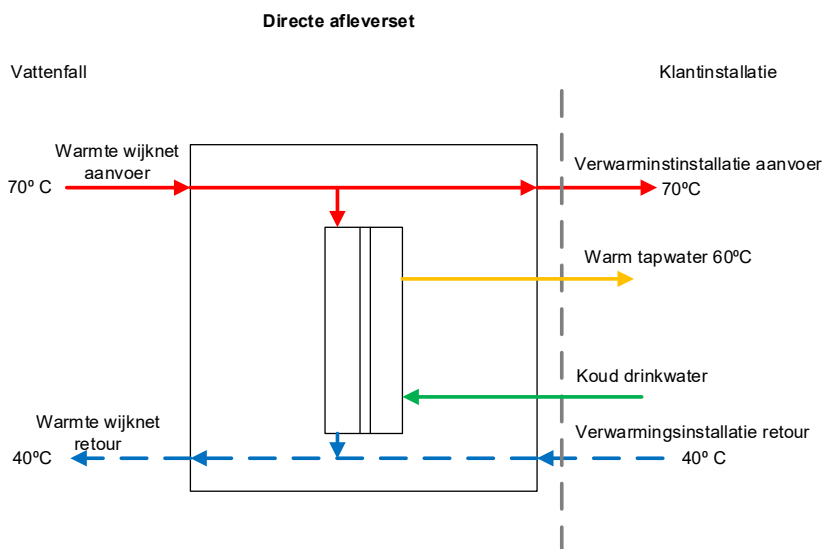 Directe afleverset
Vattenfall
Klantinstallatie
Warmte wijknet
aanvoer
70º C
Verwarminstinstallatie aanvoer
70ºC
Warm tapwater 60ºC
Koud drinkwater
Warmte wijknet
retour
40ºC
Verwarmingsinstallatie retour
40º C